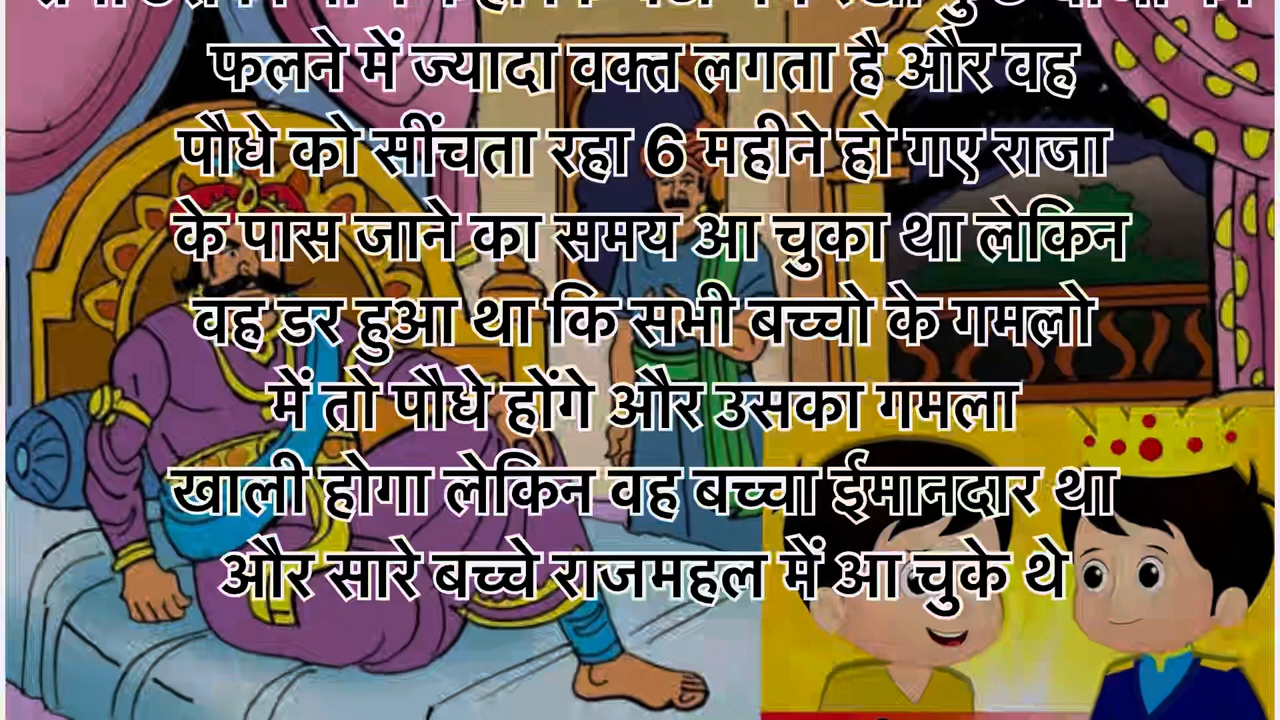 फलने में ज्यादा वक्त लगता है और वह
पौधे को सींचता रहा 6 महीने हो गए राजा
के पास जाने का समय आ चुका था लेकिन
वह डर हुआ था कि सभी बच्चो के गमलो
में तो पौधे होंगे और उसका गमला
खाली होगा लेकिन वह बच्चा ईमानदार था
और सारे बच्चे राजमहल में आ चुके थे